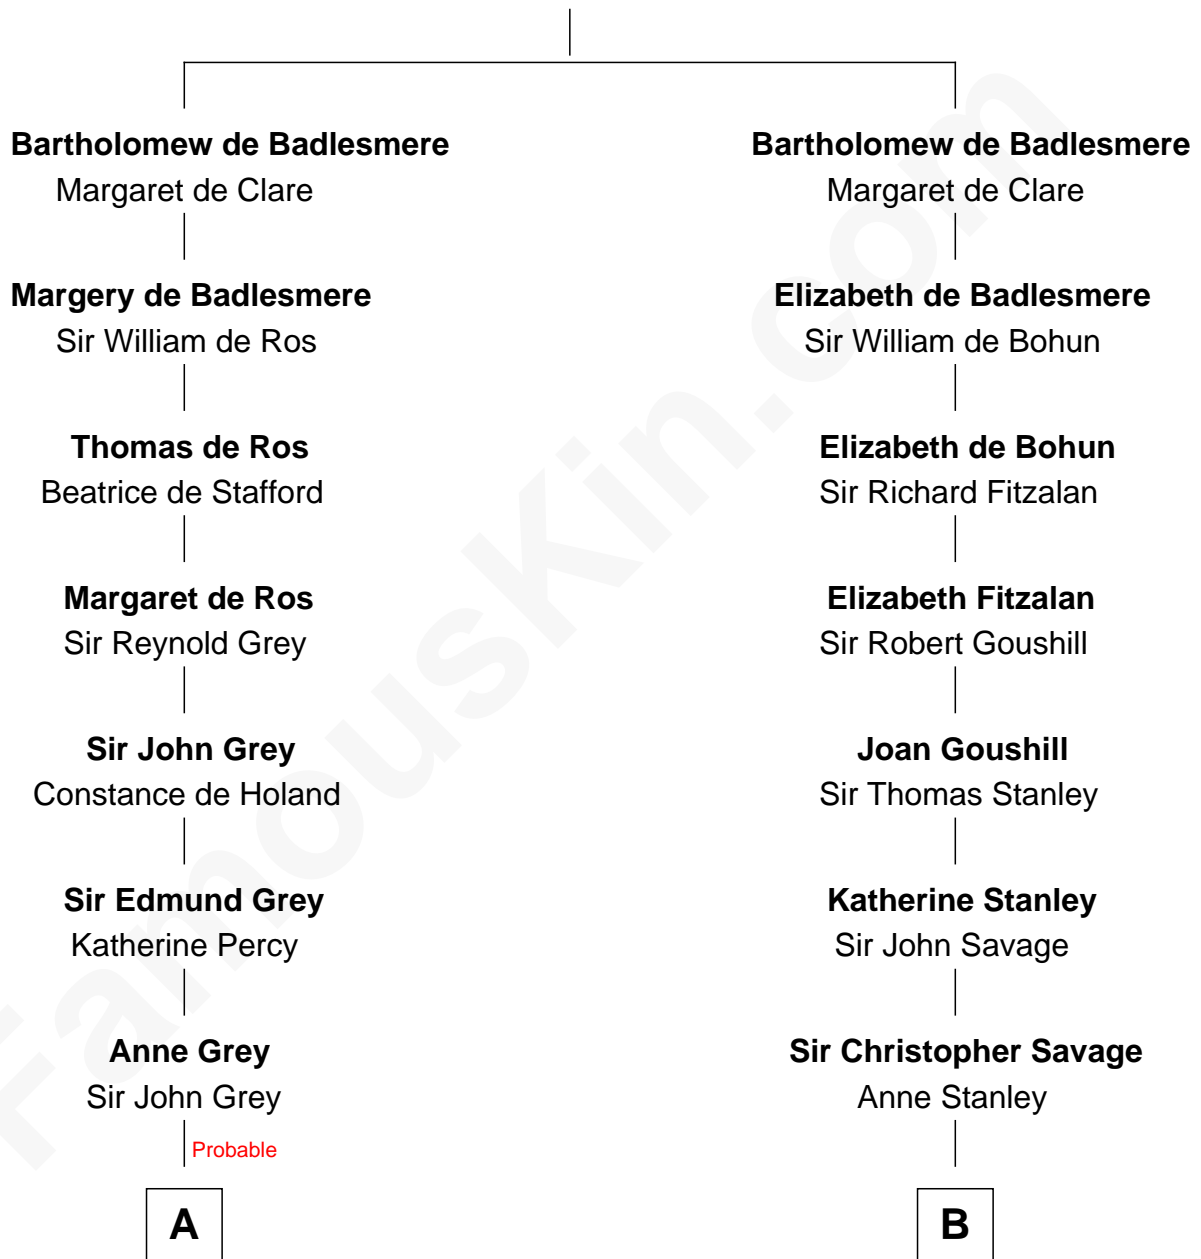 Bartholomew de Badlesmere
Margaret de Clare
Margery de Badlesmere
Sir William de Ros
Thomas de Ros
Beatrice de Stafford
Margaret de Ros
Sir Reynold Grey
Sir John Grey
Constance de Holand
Sir Edmund Grey
Katherine Percy
Anne Grey
Sir John Grey
Probable
A
Bartholomew de Badlesmere
Margaret de Clare
Elizabeth de Badlesmere
Sir William de Bohun
Elizabeth de Bohun
Sir Richard Fitzalan
Elizabeth Fitzalan
Sir Robert Goushill
Joan Goushill
Sir Thomas Stanley
Katherine Stanley
Sir John Savage
Sir Christopher Savage
Anne Stanley
B
FamousKin.com